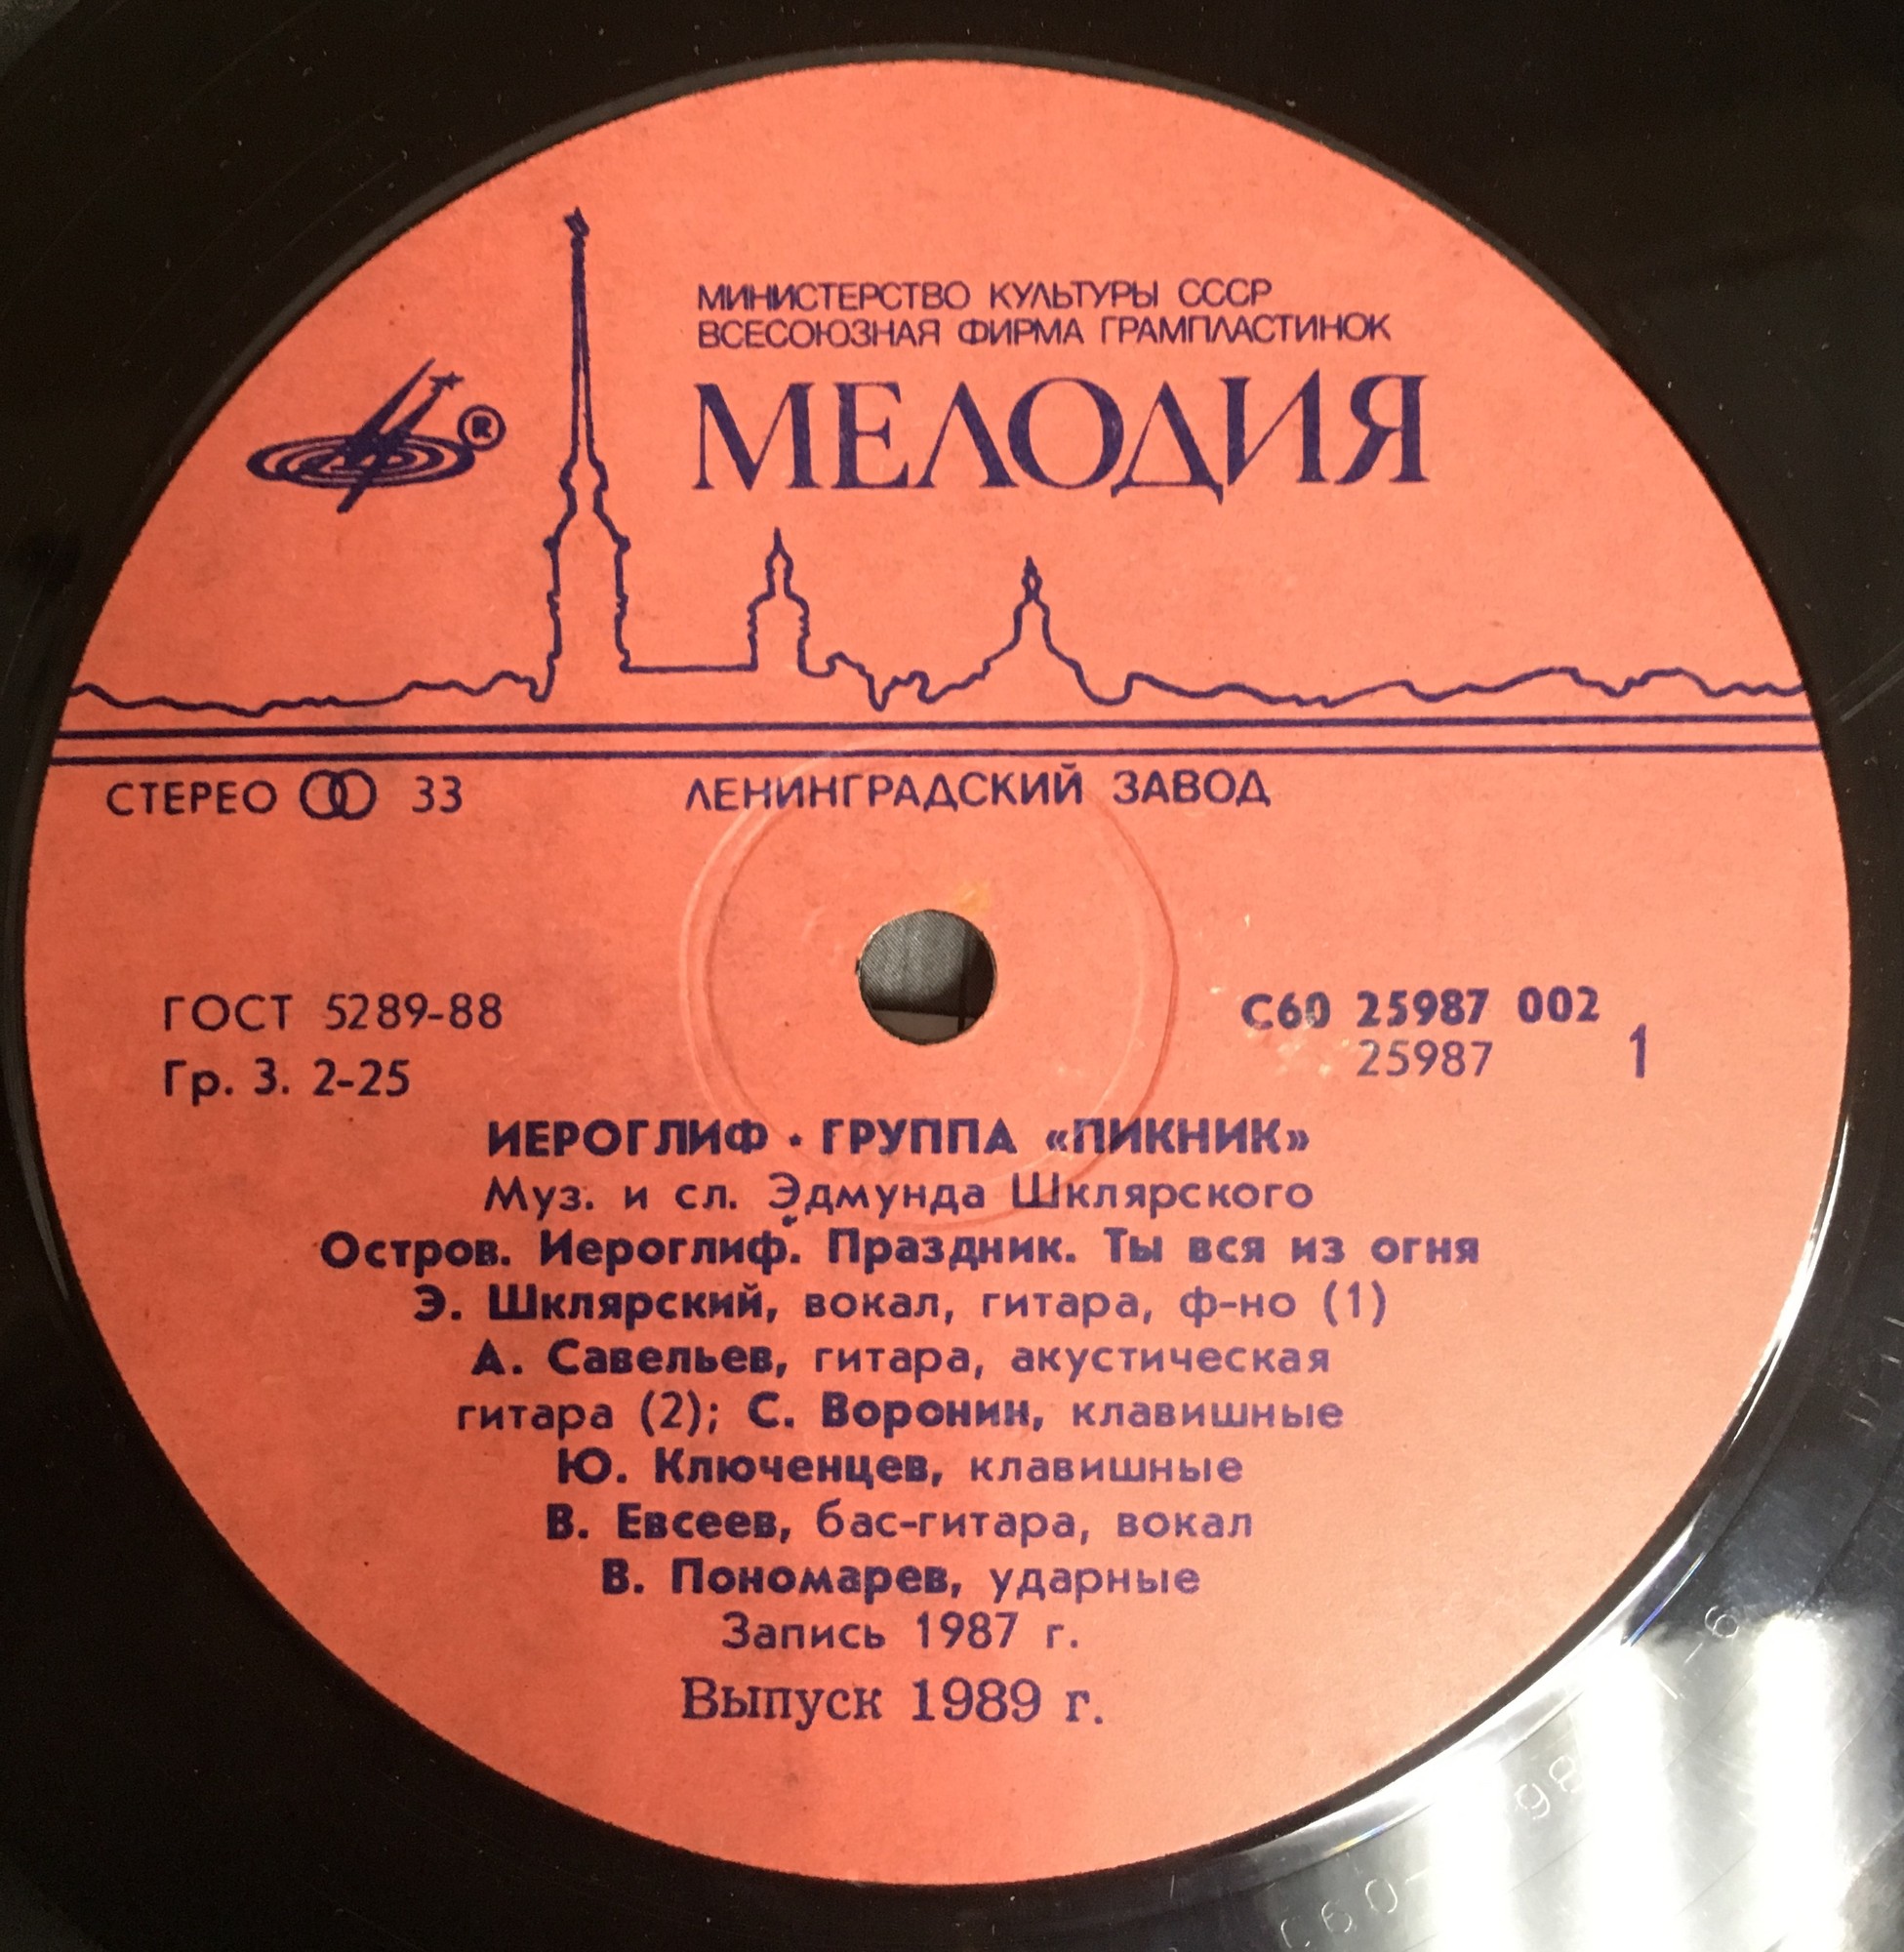 МИНИСТЕРСТВО КУЛЬТУРЫ СССР
ВСЕСОЮЗНАЯ ФИРМА ГРАМПЛАСТИНОК
МЕЛОДИЯ
®
СТЕРЕО 33
ЛЕНИНГРАДСКИЙ ЗАВОД
ГОСТ 5289-88
Гр. 3. 2-25
С60 25987 002
25987
1
ИЕРОГЛИФ · ГРУППА «ПИКНИК»
Муз. и сл. Эдмунда Шклярского
Остров. Иероглиф. Праздник. Ты вся из огня
Э. Шклярский, вокал, гитара, ф-но (1)
А. Савельев, гитара, акустическая
гитара (2); С. Воронин, клавишные
Ю. Ключенцев, клавишные
В. Евсеев, бас-гитара, вокал
В. Пономарев, ударные
Запись 1987 г.
Выпуск 1989 г.